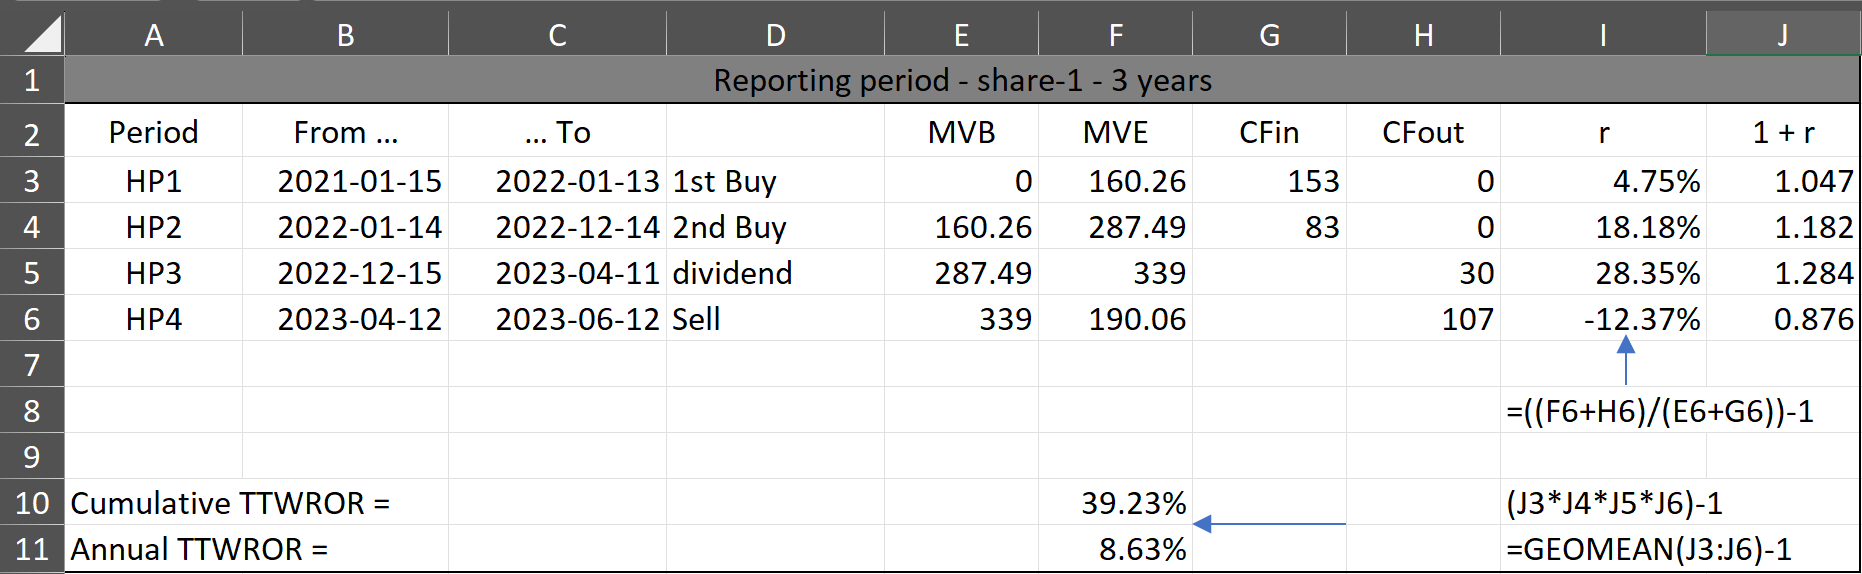 A B C D E F G H I J
1 Reporting period - share-1 - 3 years
2 Period From ... ... To MVB MVE CFin CFout r 1 + r
3 HP1 2021-01-15 2022-01-13 1st Buy 0 160.26 153 0 4.75% 1.047
4 HP2 2022-01-14 2022-12-14 2nd Buy 160.26 287.49 83 0 18.18% 1.182
5 HP3 2022-12-15 2023-04-11 dividend 287.49 339 30 28.35% 1.284
6 HP4 2023-04-12 2023-06-12 Sell 339 190.06 107 -12.37% 0.876
7
8 =((F6+H6)/(E6+G6))-1
9
10 Cumulative TTWROR = 39.23% (J3*J4*J5*J6)-1
11 Annual TTWROR = 8.63% =GEOMEAN(J3:J6)-1